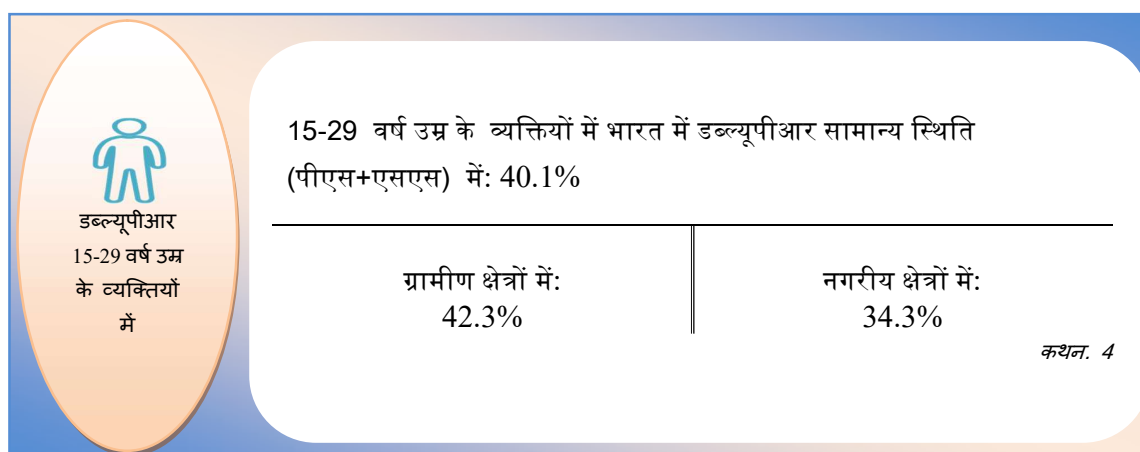 डब्ल्यूपीआर
15-29 वर्ष उम्र
के व्यक्तियों
में
15-29 वर्ष उम्र के व्यक्तियों में भारत में डब्ल्यूपीआर सामान्य स्थिति
(पीएस+एसएस) में: 40.1%
ग्रामीण क्षेत्रों में:
42.3%
नगरीय क्षेत्रों में:
34.3%
कथन. 4